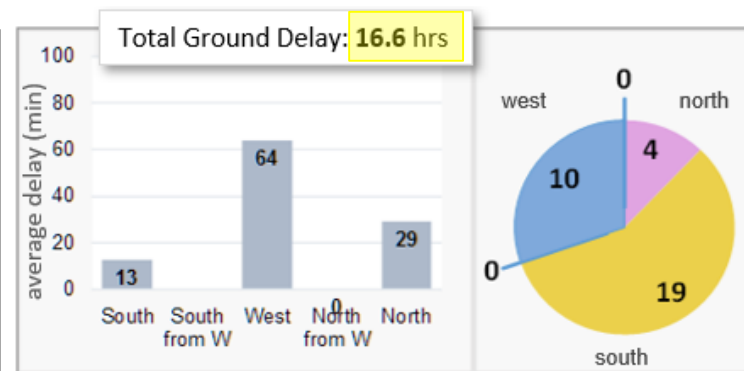 Total Ground Delay: 16.6 hrs
average delay (min)
100
80
60
40
20
0
13
64
0
29
South
South from W
West
North from W
North
0
west
north
4
10
0
19
south